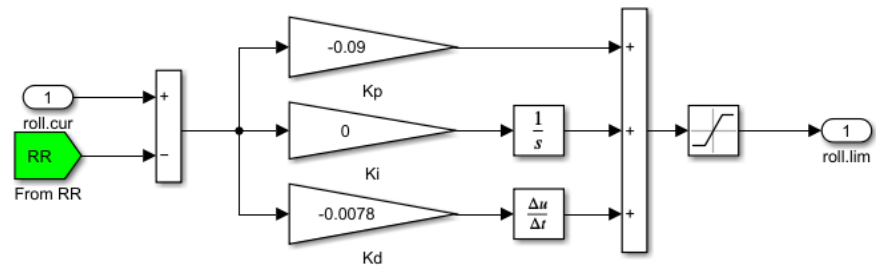 -0.09
Kp
1
+
roll.cur
RR
−
From RR
0
Ki
1
s
-0.0078
Kd
Δu
Δt
+
+
+
1
roll.lim